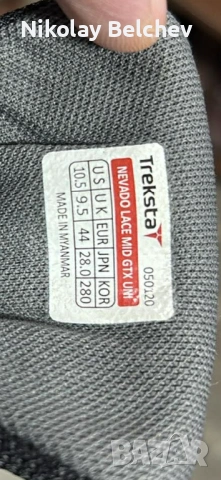 Nikolay Belchev
Treksta
050120
NEVADO LACE MID GTX UNI
US UK EUR JPN KOR
10.5 9.5 44 28.0 280
MADE IN MYANMAR
BAZAR